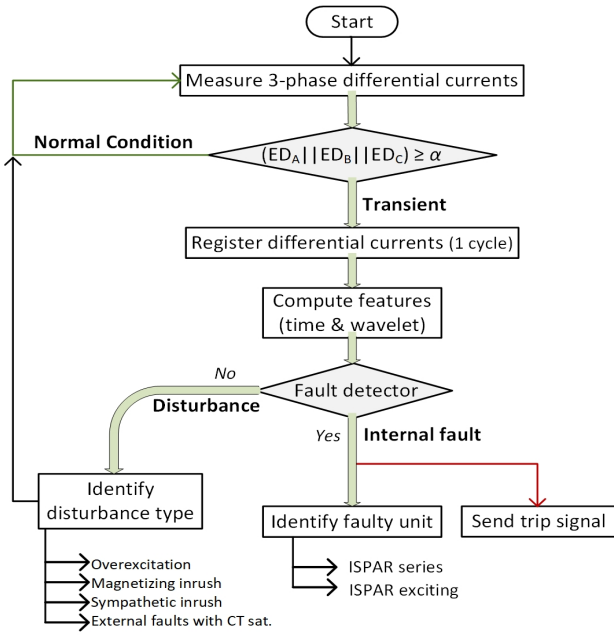 Start
Measure 3-phase differential currents
Normal Condition
(ED_A||ED_B||ED_C) ≥ α
Transient
Register differential currents (1 cycle)
Compute features
(time & wavelet)
No
Fault detector
Disturbance
Yes
Internal fault
Identify
disturbance type
Identify faulty unit
Send trip signal
Overexcitation
Magnetizing inrush
Sympathetic inrush
External faults with CT sat.
ISPAR series
ISPAR exciting